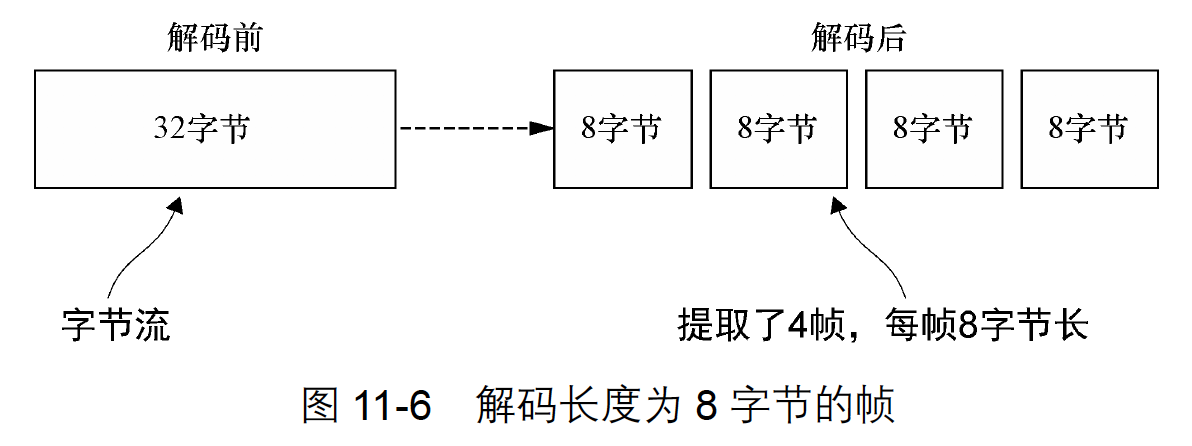 解码前 解码后
32字节 8字节 8字节 8字节 8字节
字节流 提取了4帧，每帧8字节长
图 11-6 解码长度为 8 字节的帧